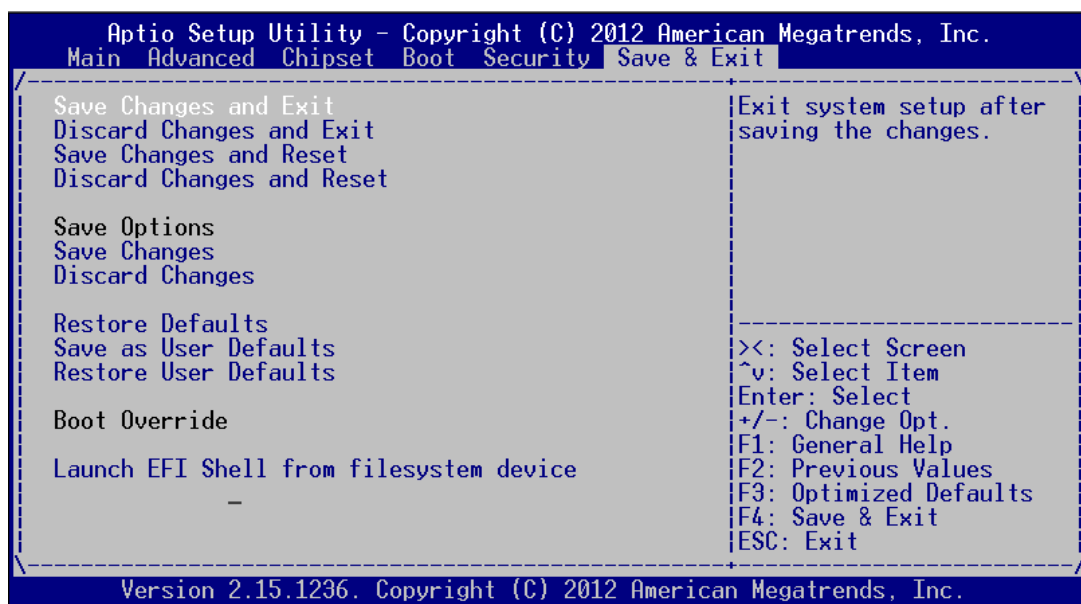 Aptio Setup Utility - Copyright (C) 2012 American Megatrends, Inc.
Main Advanced Chipset Boot Security Save & Exit
Save Changes and Exit
Discard Changes and Exit
Save Changes and Reset
Discard Changes and Reset
Save Options
Save Changes
Discard Changes
Restore Defaults
Save as User Defaults
Restore User Defaults
Boot Override
Launch EFI Shell from filesystem device
Exit system setup after
saving the changes.
><: Select Screen
^v: Select Item
Enter: Select
+/-: Change Opt.
F1: General Help
F2: Previous Values
F3: Optimized Defaults
F4: Save & Exit
ESC: Exit
Version 2.15.1236. Copyright (C) 2012 American Megatrends, Inc.